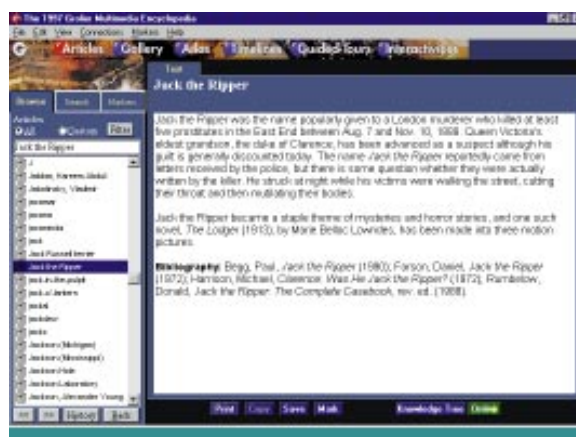 The 1997 Grolier Multimedia Encyclopedia
File Edit View Connections Markers Help
G Articles Gallery Atlas Timelines Guided Tours Interactivities
Text
Jack the Ripper
Browse Search Markers
Articles
All Custom Filter
Jack the Ripper
J
Jabbar, Kareem Abdul
Jabotinsky, Vladimir
jacamar
jacana
jacaranda
jack
Jack Russell terrier
Jack the Ripper
jack-in-the-pulpit
jack-o'-lantern
jackal
jackdaw
jacks
Jackson (Michigan)
Jackson (Mississippi)
Jackson Hole
Jackson Laboratory
Jackson, Alexander Young
<< >> History Back
Jack the Ripper was the name popularly given to a London murderer who killed at least
five prostitutes in the East End between Aug. 7 and Nov. 10, 1888. Queen Victoria's
eldest grandson, the duke of Clarence, has been advanced as a suspect although his
guilt is generally discounted today. The name Jack the Ripper reportedly came from
letters received by the police, but there is some question whether they were actually
written by the killer. He struck at night while his victims were walking the street, cutting
their throat and then mutilating their bodies.
Jack the Ripper became a staple theme of mysteries and horror stories, and one such
novel, The Lodger (1913), by Marie Belloc Lowndes, has been made into three motion
pictures.
Bibliography: Begg, Paul, Jack the Ripper (1990); Farson, Daniel, Jack the Ripper
(1972); Harrison, Michael, Clarence: Was He Jack the Ripper? (1972); Rumbelow,
Donald, Jack the Ripper: The Complete Casebook, rev. ed. (1988).
Print Copy Save Mark Knowledge Tree Online